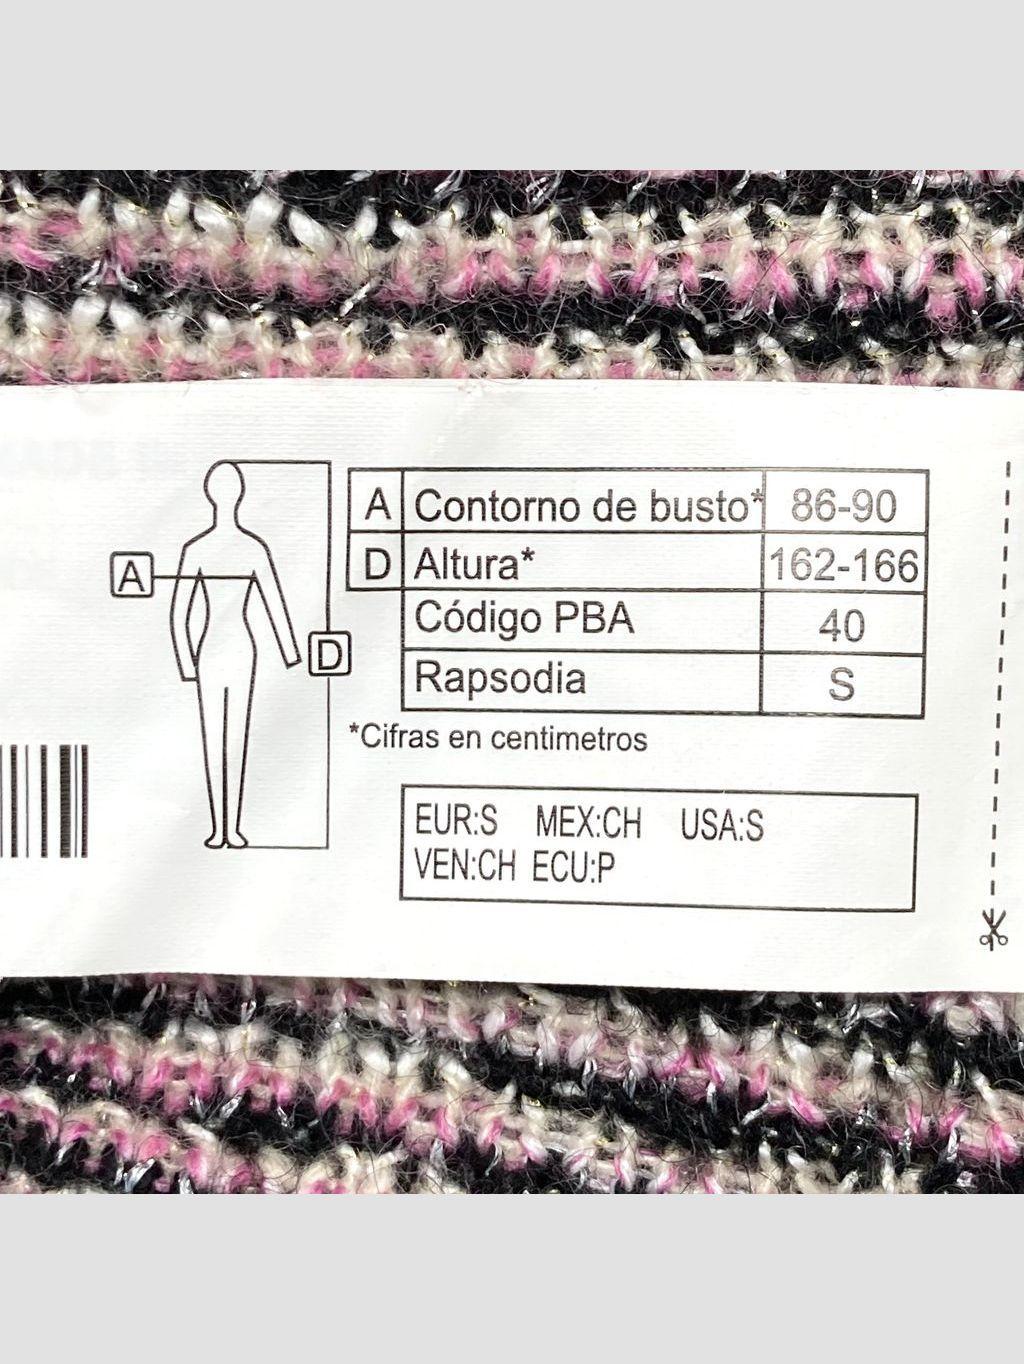 A Contorno de busto* 86-90
D Altura* 162-166
Código PBA 40
Rapsodia S
A
D
*Cifras en centimetros
EUR:S MEX:CH USA:S
VEN:CH ECU:P